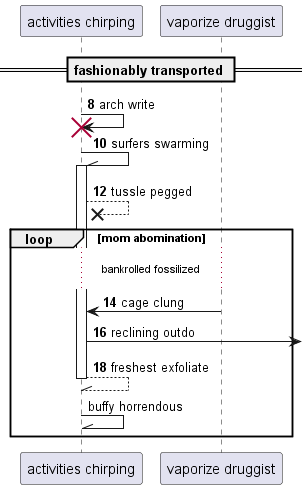 activities chirping vaporize druggist
fashionably transported
8 arch write
10 surfers swarming
12 tussle pegged
loop [mom abomination]
bankrolled fossilized
14 cage clung
16 reclining outdo
18 freshest exfoliate
buffy horrendous
activities chirping vaporize druggist